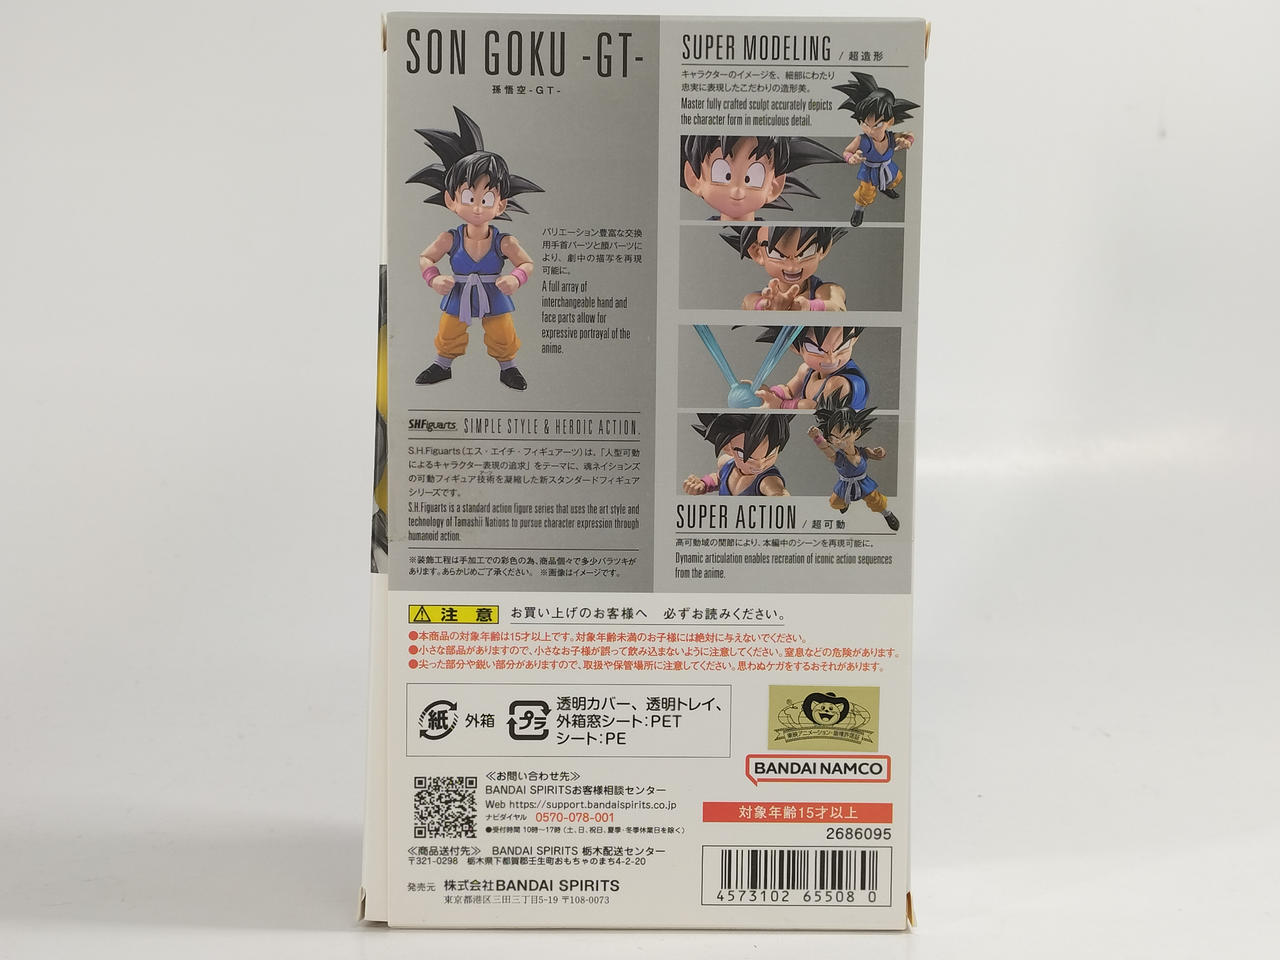 SON GOKU -GT-
孫悟空-GT-
バリエーション豊富な交換
用手首パーツと顔パーツに
より、劇中の描写を再現
可能に。
A full array of
interchangeable hand and
face parts allow for
expressive portrayal of the
anime.
S.H.Figuarts SIMPLE STYLE & HEROIC ACTION.
S.H.Figuarts(エス・エイチ・フィギュアーツ)は、「人型可動
によるキャラクター表現の追求」をテーマに、魂ネイションズ
の可動フィギュア技術を凝縮した新スタンダードフィギュア
シリーズです。
S.H.Figuarts is a standard action figure series that uses the art style and
technology of Tamashii Nations to pursue character expression through
humanoid action.
※装飾工程は手加工での彩色の為、商品個々で多少バラツキが
あります。あらかじめご了承ください。 ※画像はイメージです。
SUPER MODELING / 超造形
キャラクターのイメージを、細部にわたり
忠実に表現したこだわりの造形美。
Master fully crafted sculpt accurately depicts
the character form in meticulous detail.
SUPER ACTION / 超可動
高可動域の関節により、本編中のシーンを再現可能に。
Dynamic articulation enables recreation of iconic action sequences
from the anime.
注意 お買い上げのお客様へ 必ずお読みください。
●本商品の対象年齢は15才以上です。対象年齢未満のお子様には絶対に与えないでください。
●小さな部品がありますので、小さなお子様が誤って飲み込まないように注意してください。窒息などの危険があります。
●尖った部分や鋭い部分がありますので、取扱や保管場所に注意してください。思わぬケガをするおそれがあります。
紙 外箱
プラ 透明カバー、透明トレイ、
外箱窓シート:PET
シート:PE
東映アニメーション・版権許諾証
BANDAI NAMCO
≪お問い合わせ先≫
BANDAI SPIRITSお客様相談センター
Web https://support.bandaispirits.co.jp
ナビダイヤル 0570-078-001
●受付時間 10時~17時(土、日、祝日、夏季・冬季休業日を除く)
≪商品送付先≫ BANDAI SPIRITS 栃木配送センター
〒321-0298 栃木県下都賀郡壬生町おもちゃのまち4-2-20
発売元 株式会社BANDAI SPIRITS
東京都港区三田三丁目5-19 〒108-0073
対象年齢15才以上
2686095
4573102 65508 0